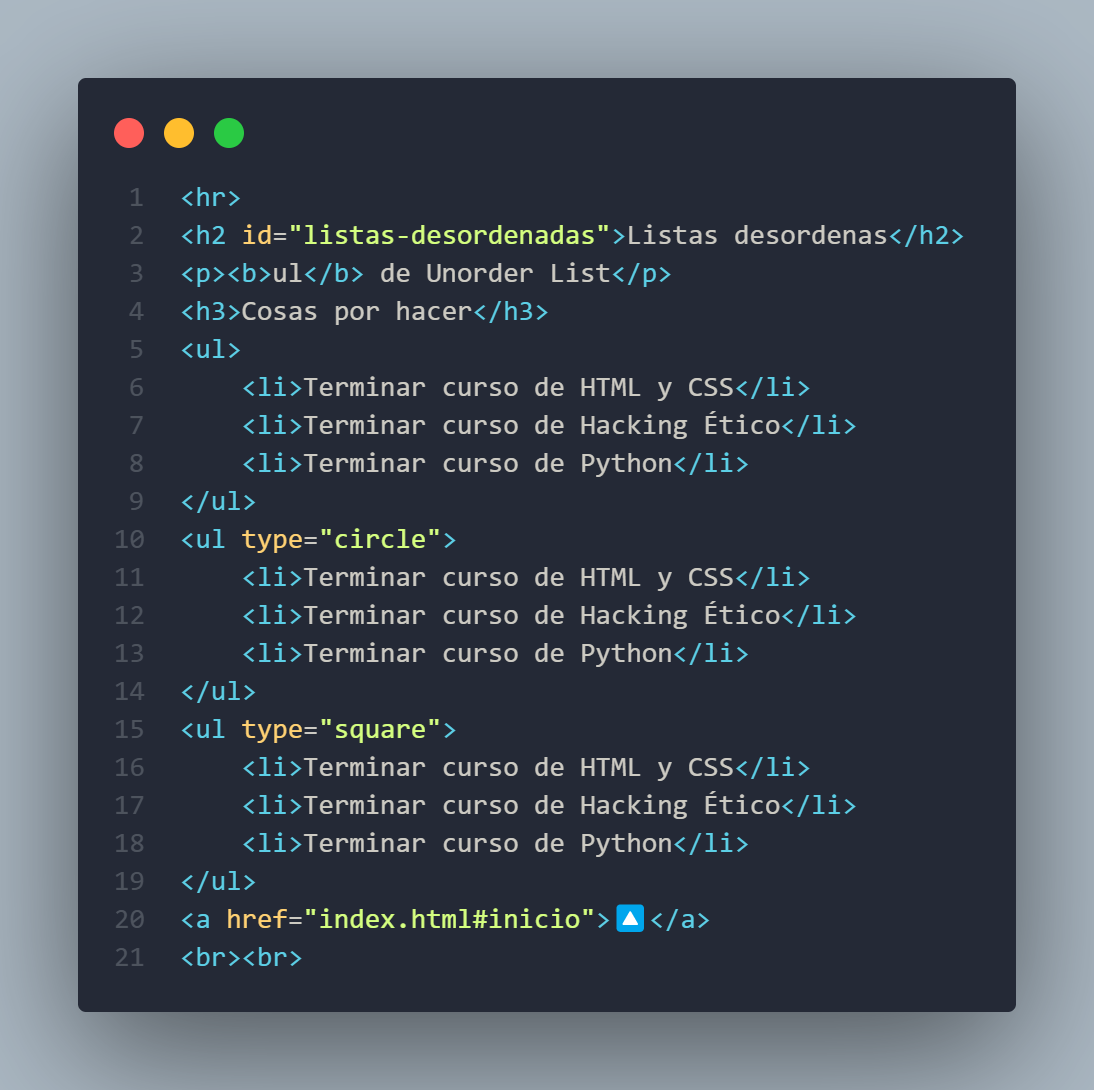 1 <hr>
2 <h2 id="listas-desordenadas">Listas desordenas</h2>
3 <p><b>ul</b> de Unorder List</p>
4 <h3>Cosas por hacer</h3>
5 <ul>
6     <li>Terminar curso de HTML y CSS</li>
7     <li>Terminar curso de Hacking Ético</li>
8     <li>Terminar curso de Python</li>
9 </ul>
10 <ul type="circle">
11     <li>Terminar curso de HTML y CSS</li>
12     <li>Terminar curso de Hacking Ético</li>
13     <li>Terminar curso de Python</li>
14 </ul>
15 <ul type="square">
16     <li>Terminar curso de HTML y CSS</li>
17     <li>Terminar curso de Hacking Ético</li>
18     <li>Terminar curso de Python</li>
19 </ul>
20 <a href="index.html#inicio">🔼</a>
21 <br><br>